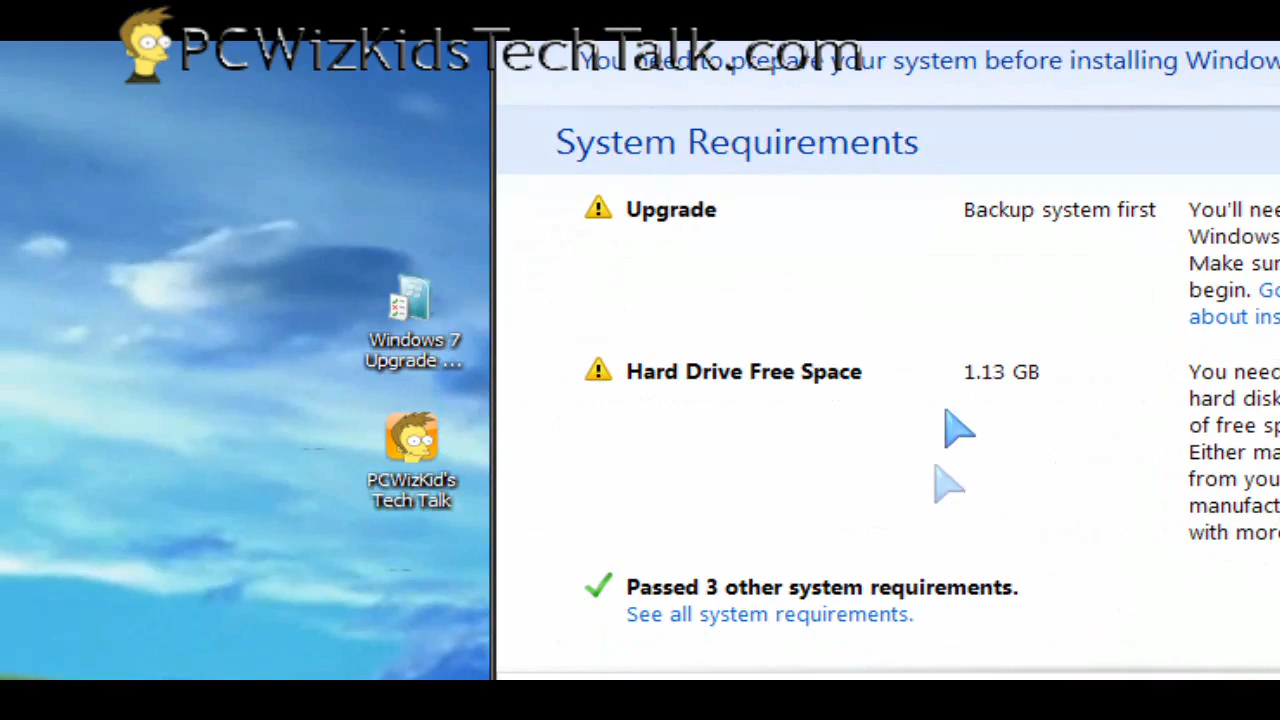 PCWizKidsTechTalk.com
You need to prepare your system before installing Window
System Requirements
Upgrade
Backup system first
You'll nee
Windows
Make sur
begin. Go
about ins
Windows 7
Upgrade ...
Hard Drive Free Space
1.13 GB
You need
hard disk
of free sp
Either ma
from you
manufact
with more
PCWizKid's
Tech Talk
Passed 3 other system requirements.
See all system requirements.